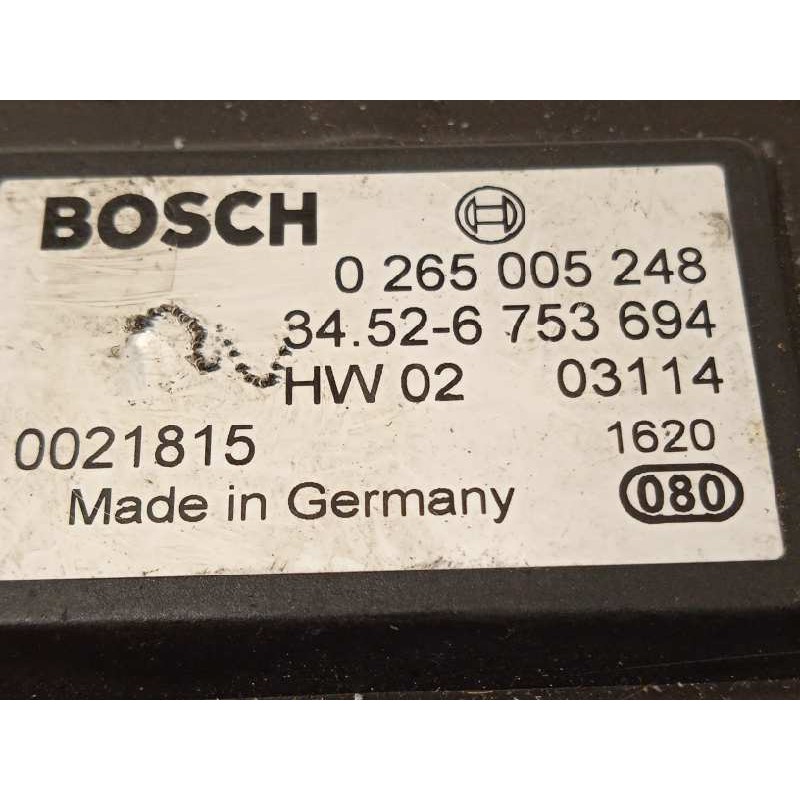 BOSCH
0 265 005 248
34.52-6 753 694
HW 02 03114
0021815 1620
Made in Germany 080